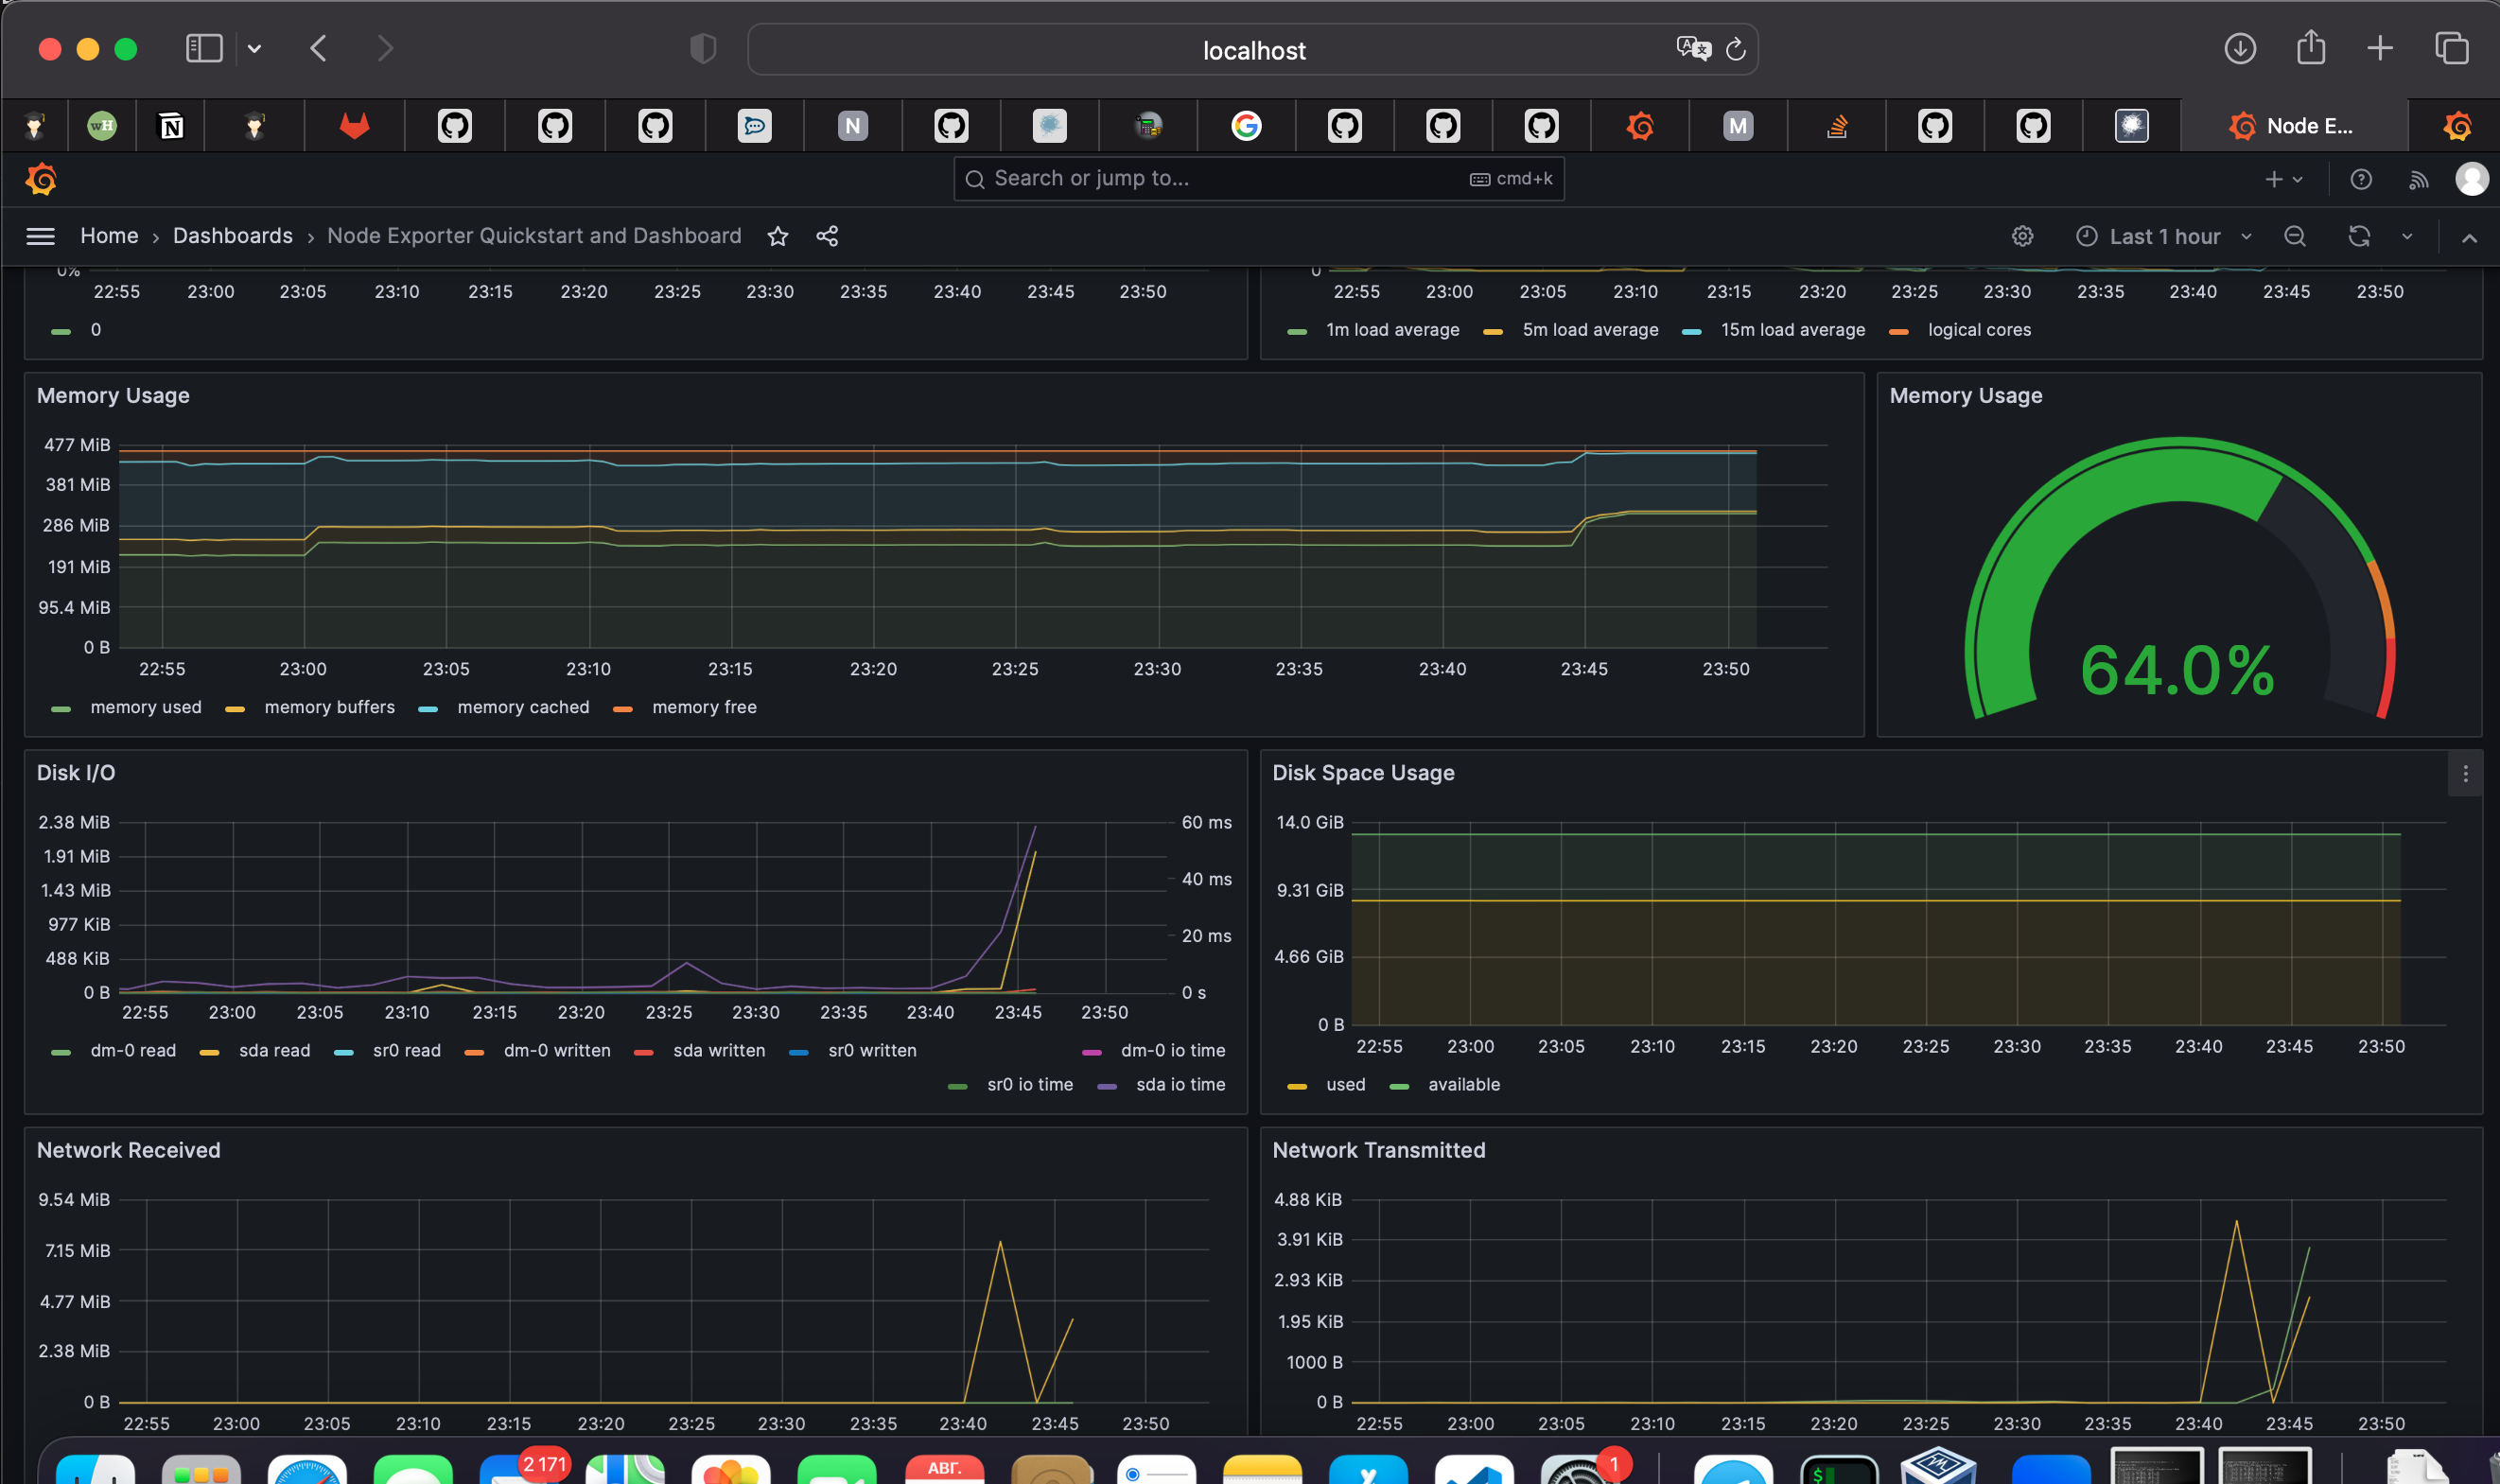 localhost
wH
N
N
M
Node E...
Search or jump to...
cmd+k
Home › Dashboards › Node Exporter Quickstart and Dashboard
Last 1 hour
0%
22:55 23:00 23:05 23:10 23:15 23:20 23:25 23:30 23:35 23:40 23:45 23:50
0
0
22:55 23:00 23:05 23:10 23:15 23:20 23:25 23:30 23:35 23:40 23:45 23:50
1m load average 5m load average 15m load average logical cores
Memory Usage
477 MiB
381 MiB
286 MiB
191 MiB
95.4 MiB
0 B
22:55 23:00 23:05 23:10 23:15 23:20 23:25 23:30 23:35 23:40 23:45 23:50
memory used memory buffers memory cached memory free
Memory Usage
64.0%
Disk I/O
2.38 MiB
1.91 MiB
1.43 MiB
977 KiB
488 KiB
0 B
60 ms
40 ms
20 ms
0 s
22:55 23:00 23:05 23:10 23:15 23:20 23:25 23:30 23:35 23:40 23:45 23:50
dm-0 read sda read sr0 read dm-0 written sda written sr0 written dm-0 io time
sr0 io time sda io time
Disk Space Usage
14.0 GiB
9.31 GiB
4.66 GiB
0 B
22:55 23:00 23:05 23:10 23:15 23:20 23:25 23:30 23:35 23:40 23:45 23:50
used available
Network Received
9.54 MiB
7.15 MiB
4.77 MiB
2.38 MiB
0 B
22:55 23:00 23:05 23:10 23:15 23:20 23:25 23:30 23:35 23:40 23:45 23:50
Network Transmitted
4.88 KiB
3.91 KiB
2.93 KiB
1.95 KiB
1000 B
0 B
22:55 23:00 23:05 23:10 23:15 23:20 23:25 23:30 23:35 23:40 23:45 23:50
2 171
АВГ.
1
$